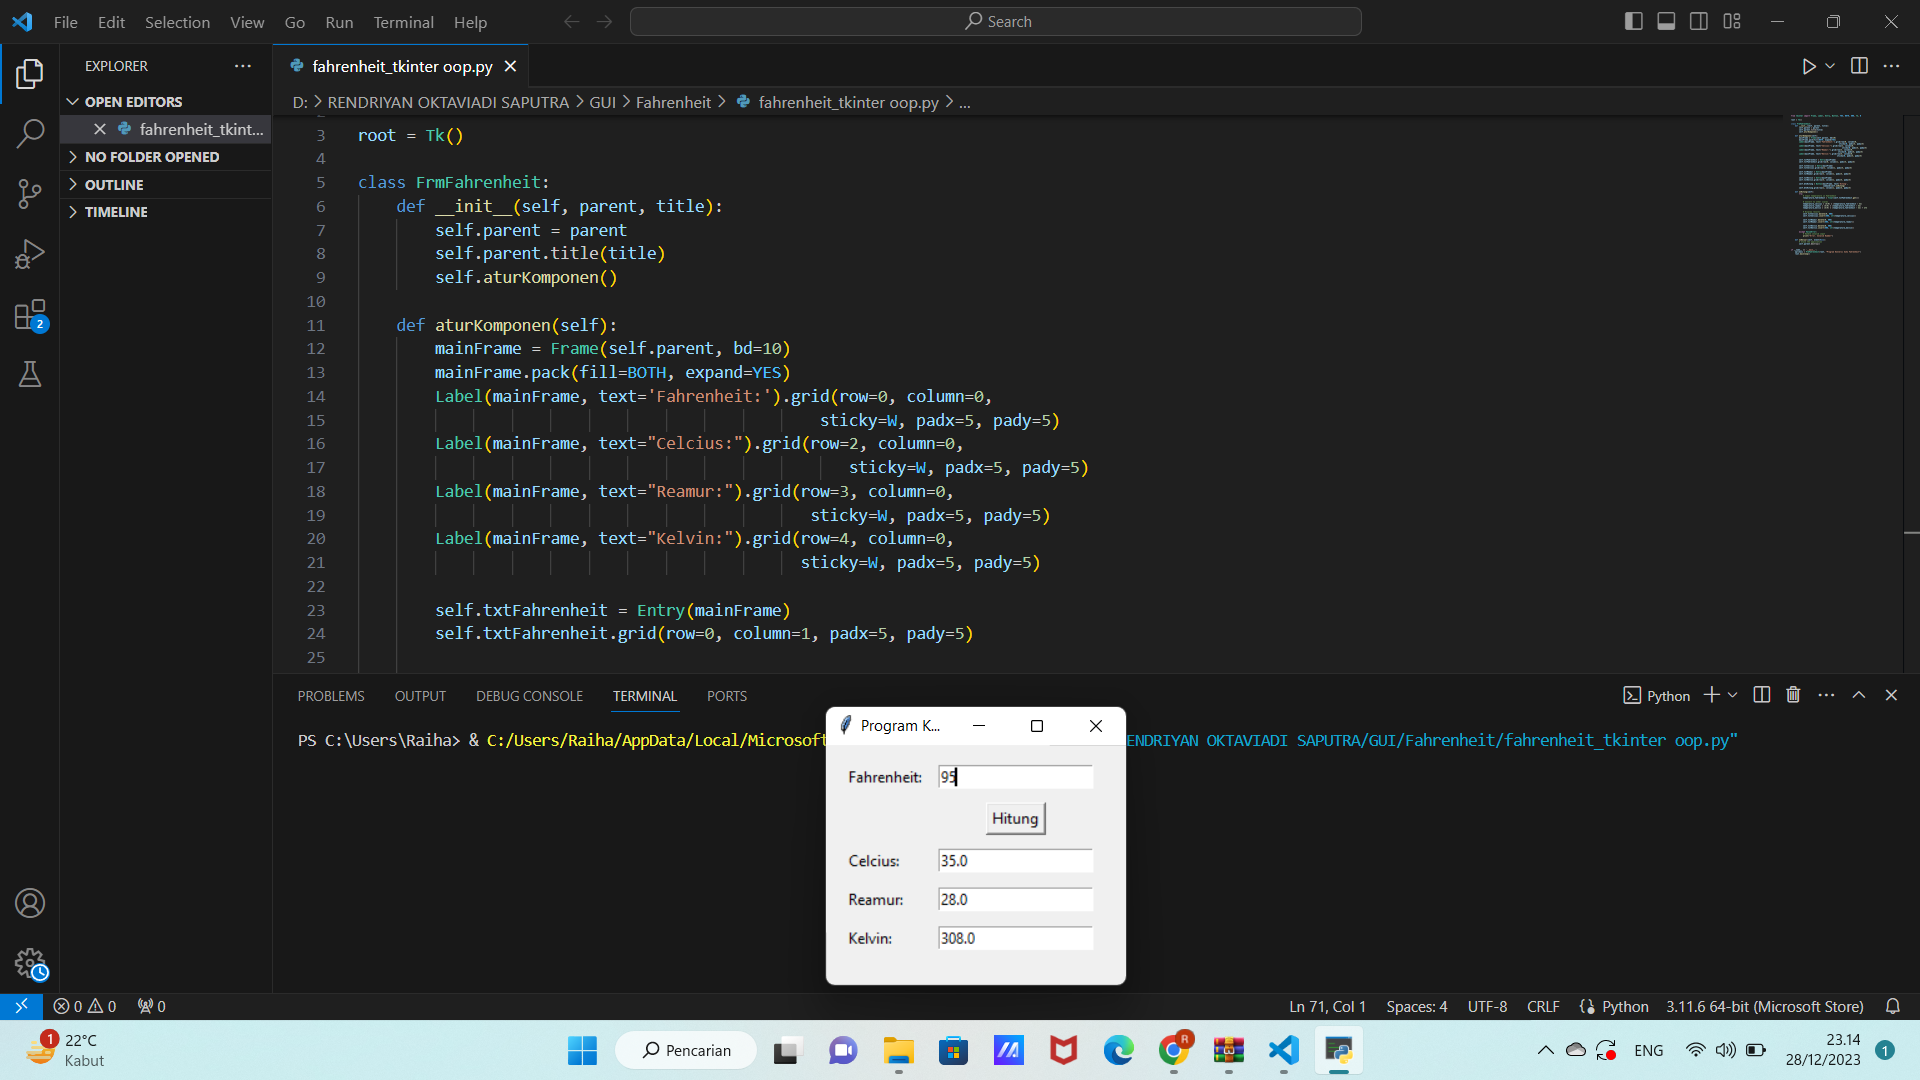 File Edit Selection View Go Run Terminal Help
Search
EXPLORER
OPEN EDITORS
fahrenheit_tkint...
NO FOLDER OPENED
OUTLINE
TIMELINE
2
fahrenheit_tkinter oop.py
D: > RENDRIYAN OKTAVIADI SAPUTRA > GUI > Fahrenheit > fahrenheit_tkinter oop.py > ...
3 root = Tk()
4
5 class FrmFahrenheit:
6     def __init__(self, parent, title):
7         self.parent = parent
8         self.parent.title(title)
9         self.aturKomponen()
10
11     def aturKomponen(self):
12         mainFrame = Frame(self.parent, bd=10)
13         mainFrame.pack(fill=BOTH, expand=YES)
14         Label(mainFrame, text='Fahrenheit:').grid(row=0, column=0,
15             sticky=W, padx=5, pady=5)
16         Label(mainFrame, text="Celcius:").grid(row=2, column=0,
17             sticky=W, padx=5, pady=5)
18         Label(mainFrame, text="Reamur:").grid(row=3, column=0,
19             sticky=W, padx=5, pady=5)
20         Label(mainFrame, text="Kelvin:").grid(row=4, column=0,
21             sticky=W, padx=5, pady=5)
22
23         self.txtFahrenheit = Entry(mainFrame)
24         self.txtFahrenheit.grid(row=0, column=1, padx=5, pady=5)
25
PROBLEMS OUTPUT DEBUG CONSOLE TERMINAL PORTS
Python
PS C:\Users\Raiha> & C:/Users/Raiha/AppData/Local/Microsoft ENDRIYAN OKTAVIADI SAPUTRA/GUI/Fahrenheit/fahrenheit_tkinter oop.py"
Program K...
Fahrenheit: 95
Hitung
Celcius: 35.0
Reamur: 28.0
Kelvin: 308.0
0 0 0
Ln 71, Col 1 Spaces: 4 UTF-8 CRLF Python 3.11.6 64-bit (Microsoft Store)
1 22°C
Kabut
Pencarian
R
ENG
23.14
28/12/2023
1